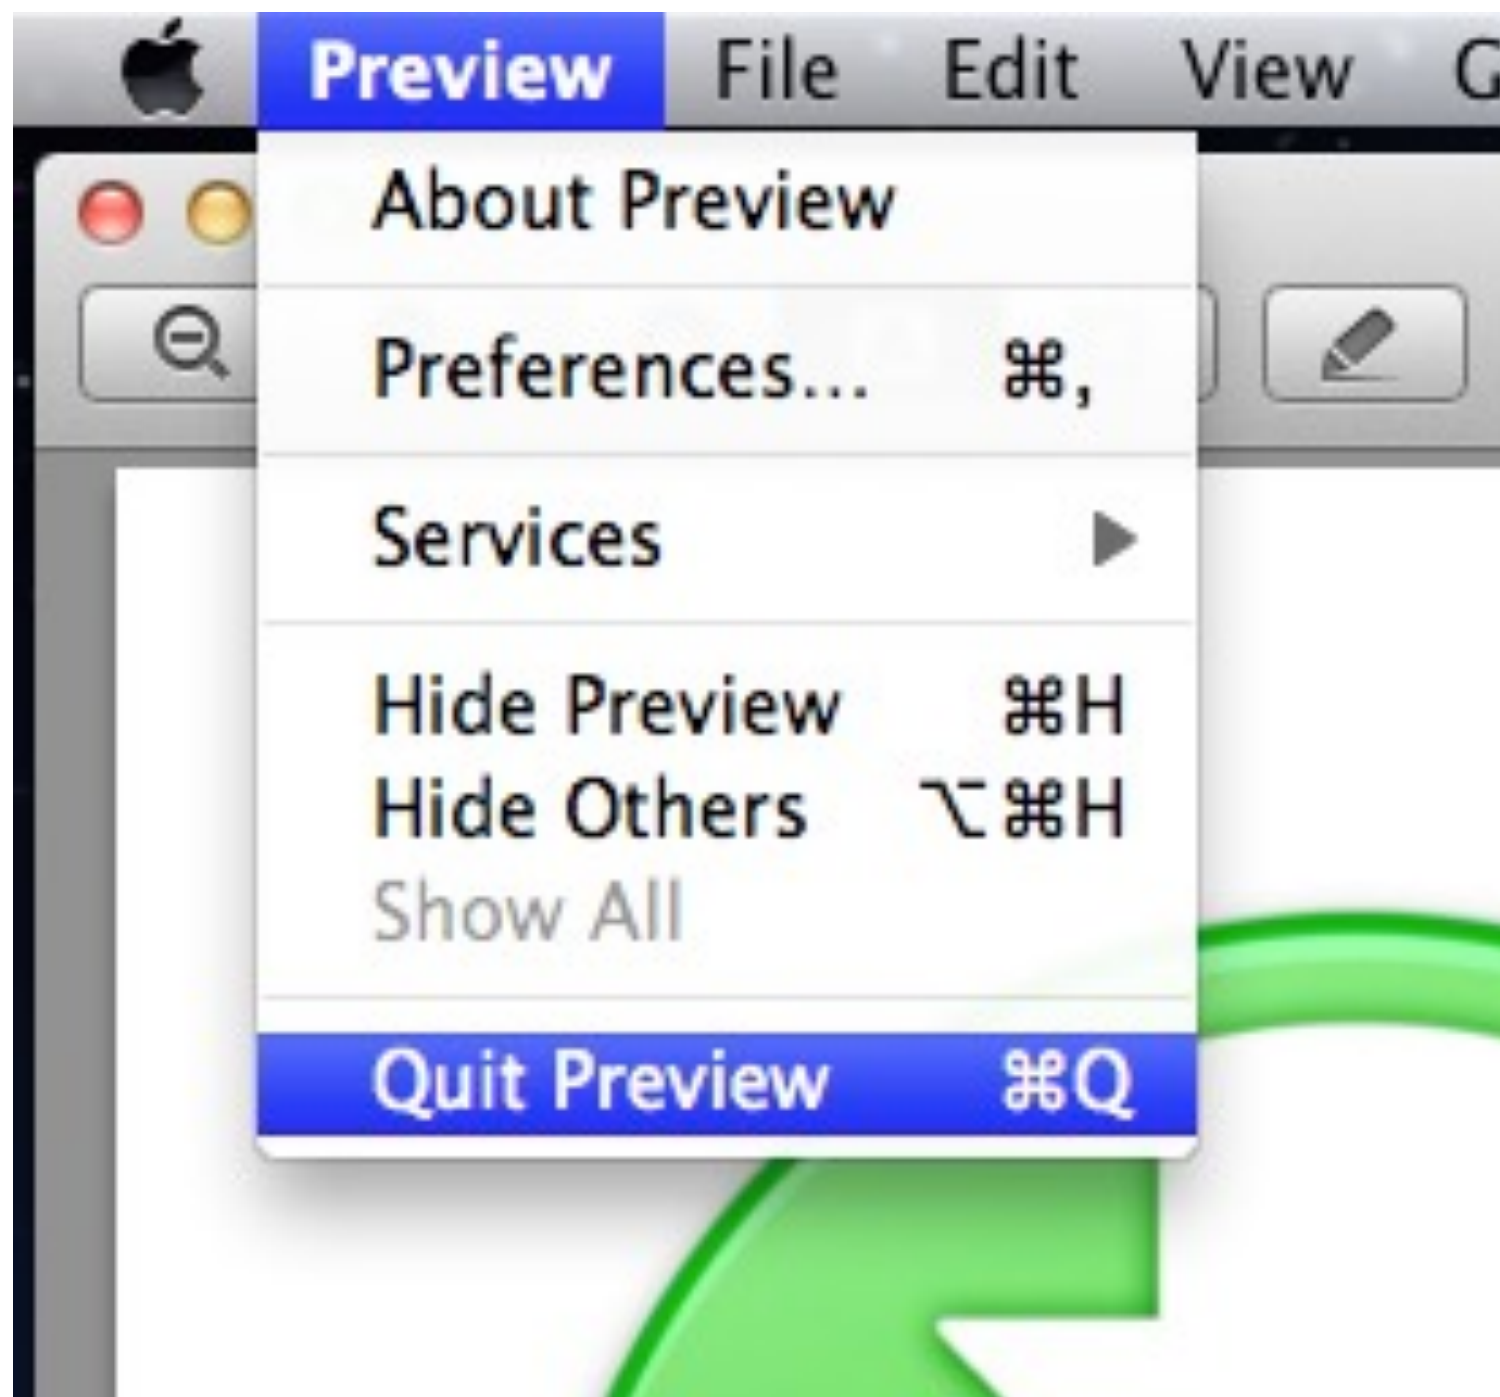 Preview File Edit View G
About Preview
Preferences... ⌘,
Services ▶
Hide Preview ⌘H
Hide Others ⌥⌘H
Show All
Quit Preview ⌘Q